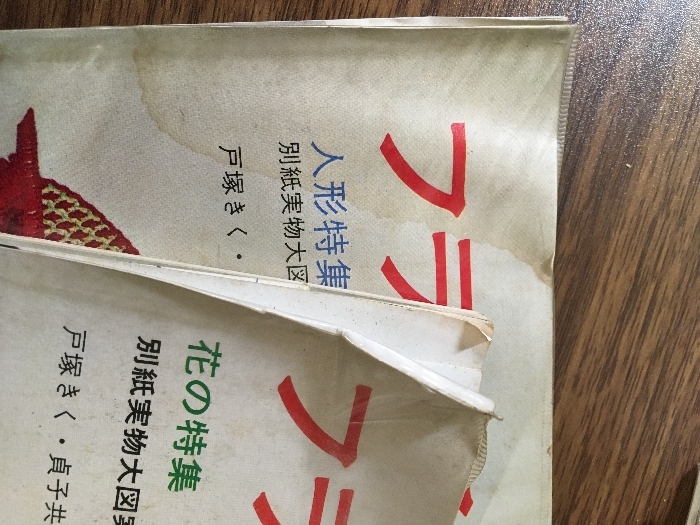 フラ
人形特集
別紙実物大図
戸塚きく・
フラ
花の特集
別紙実物大図
戸塚きく・貞子共